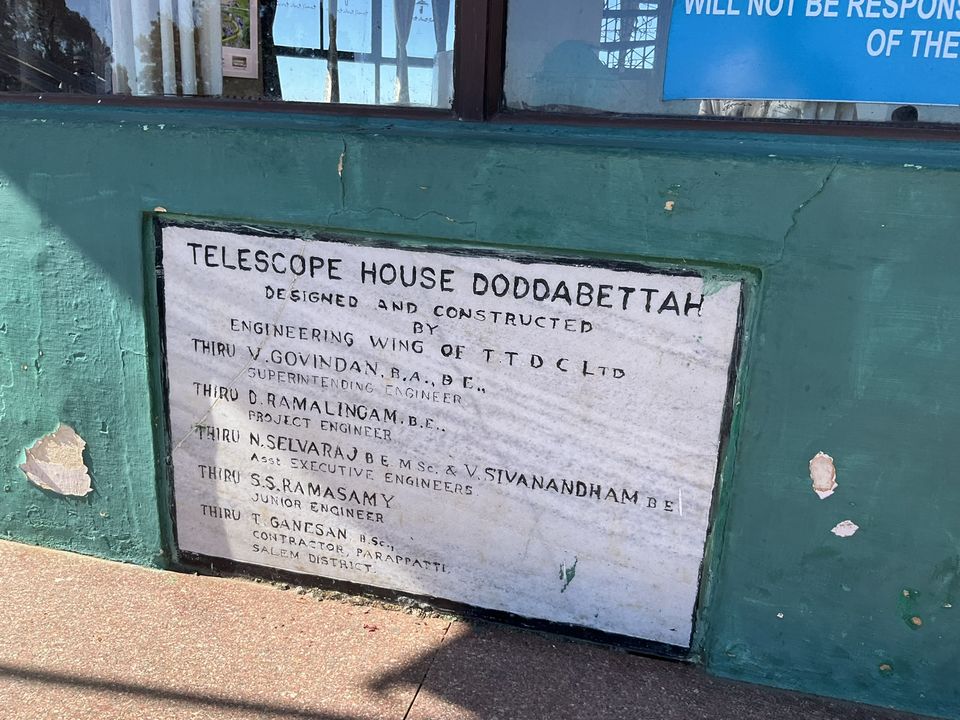 WILL NOT BE RESPONS
OF THE
TELESCOPE HOUSE DODDABETTAH
DESIGNED AND CONSTRUCTED
BY
ENGINEERING WING OF T.T D C LTD
THIRU V.GOVINDAN, B.A., B E.,
SUPERINTENDING ENGINEER
THIRU D.RAMALINGAM, B.E.,
PROJECT ENGINEER
THIRU N.SELVARAJ B E M Sc. & V.SIVANANDHAM B E
Asst EXECUTIVE ENGINEERS
THIRU S.S.RAMASAMY
JUNIOR ENGINEER
THIRU T.GANESAN, B.Sc.,
CONTRACTOR, PARAPPATTI.
SALEM DISTRICT.